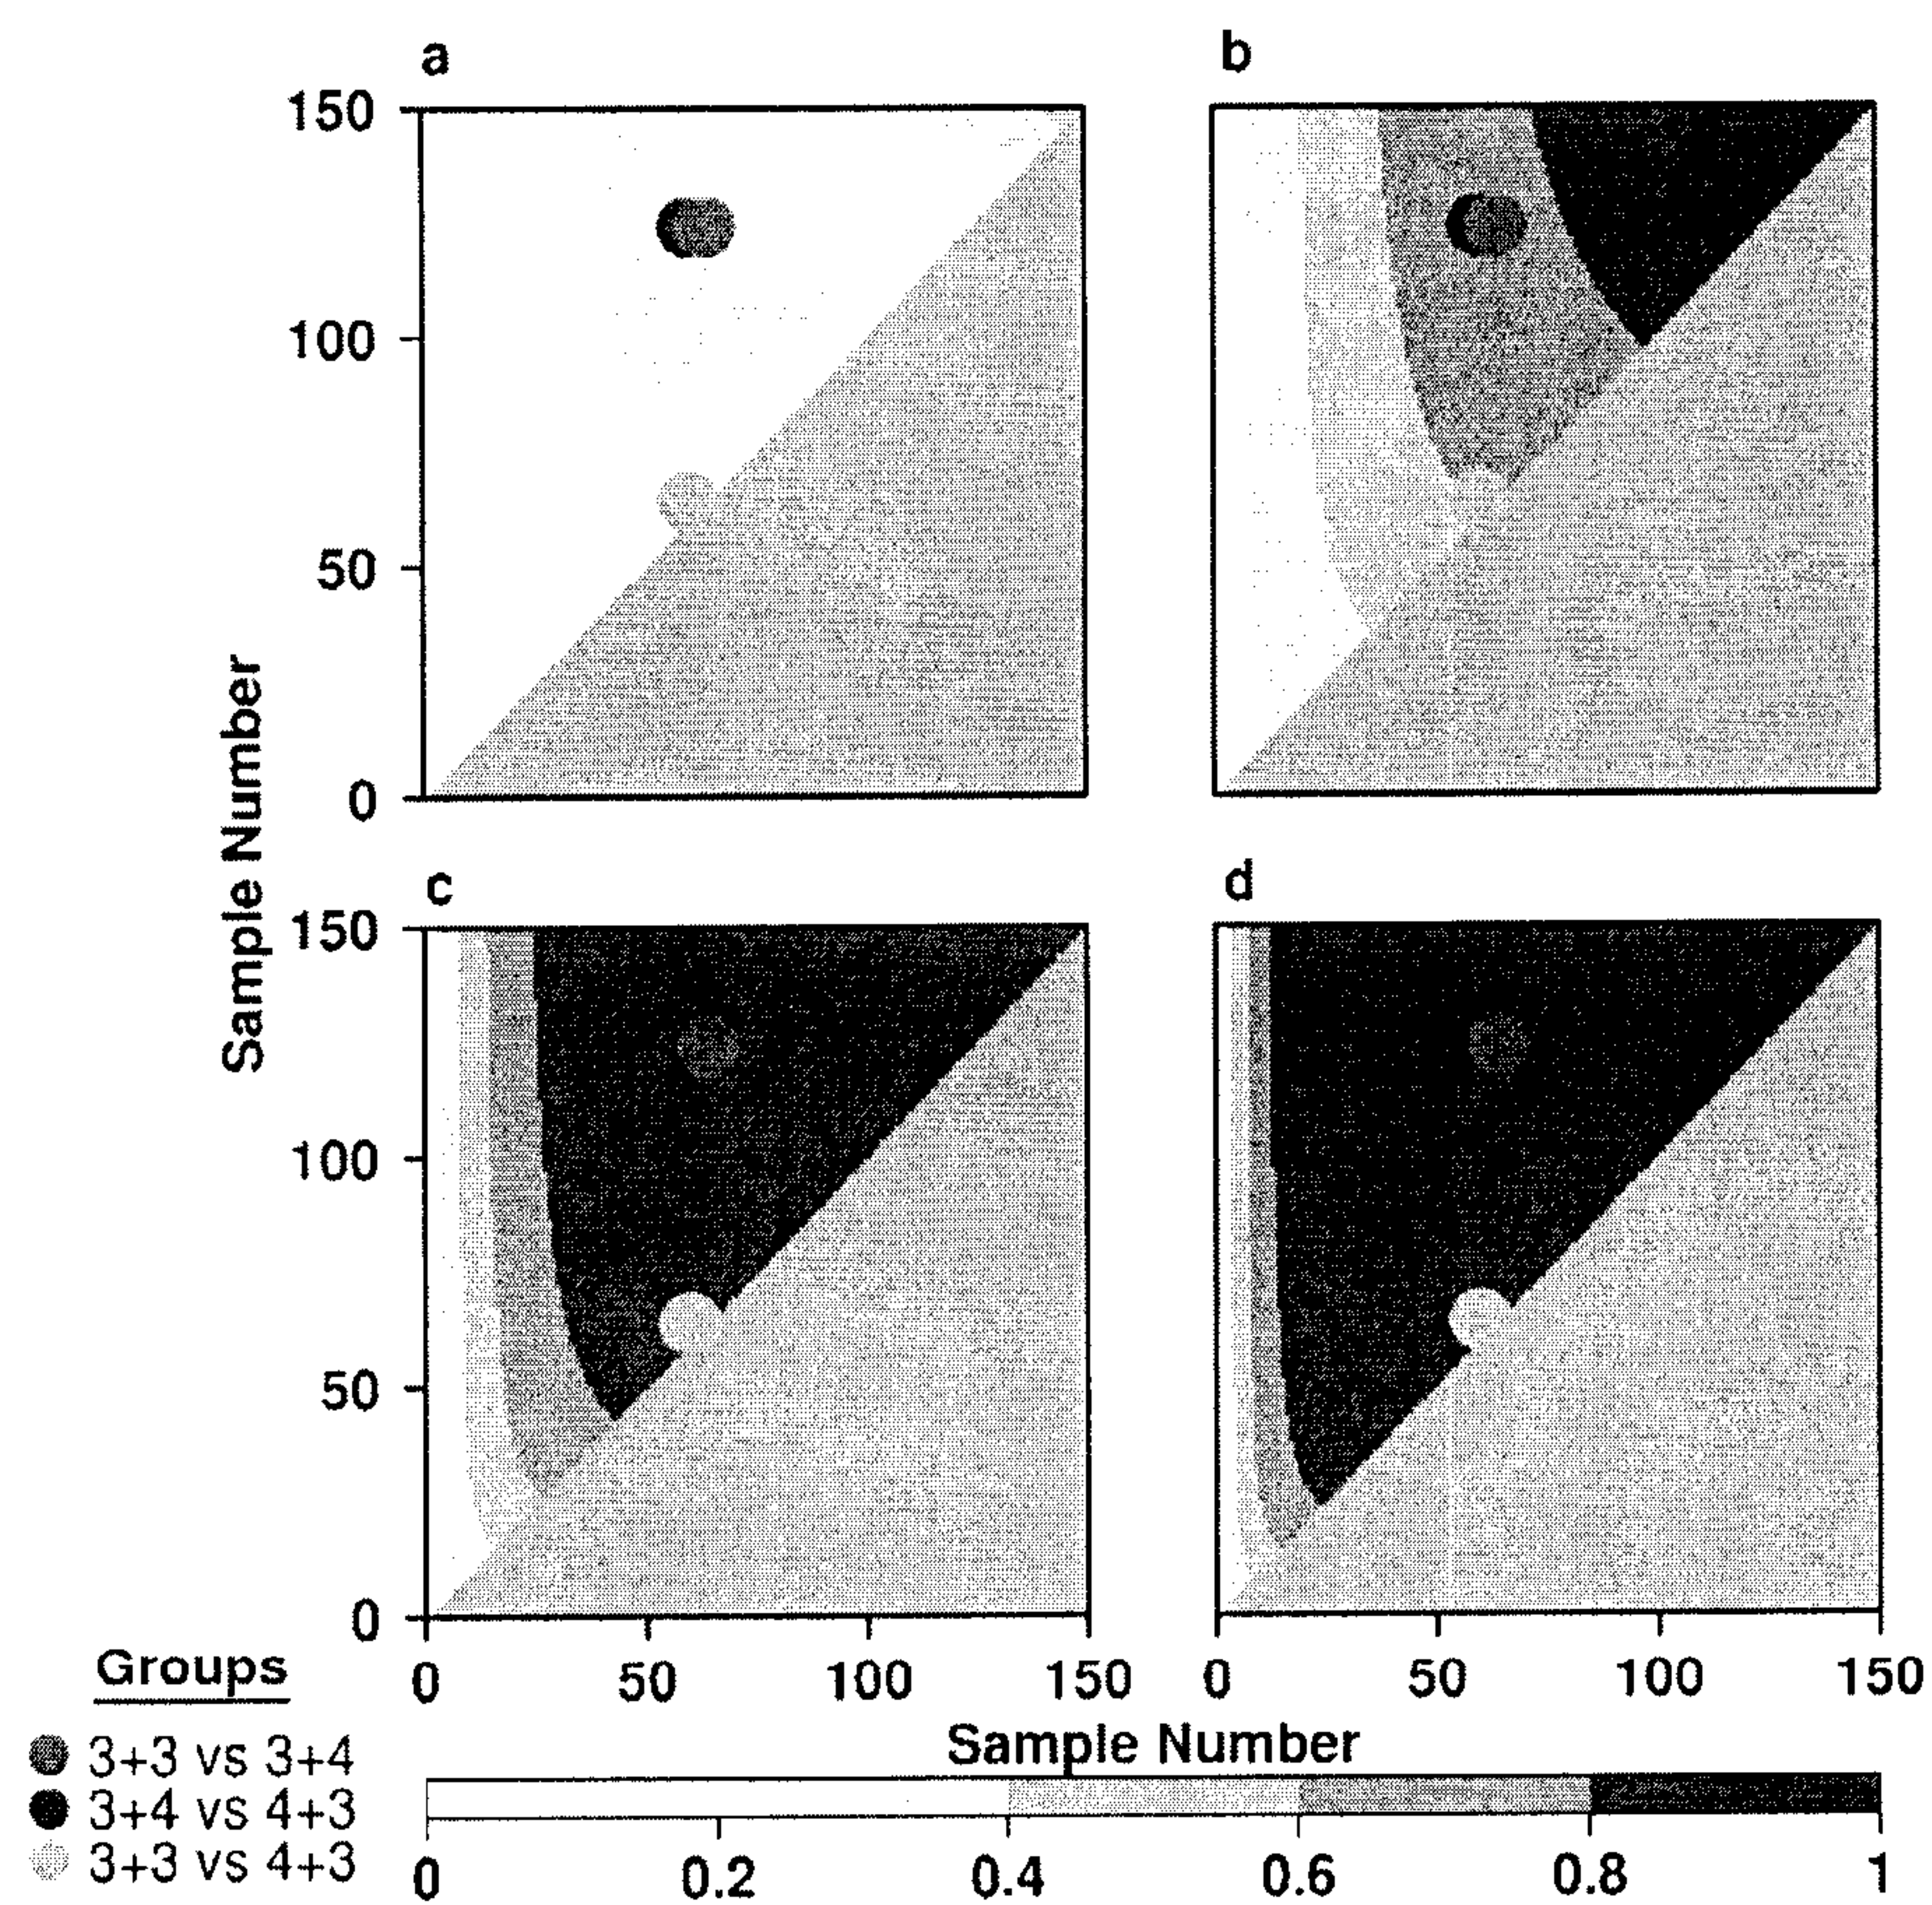 a b
150
100
50
0
Sample Number
c d
150
100
50
0
0 50 100 150 0 50 100 150
Sample Number
Groups
3+3 vs 3+4
3+4 vs 4+3
3+3 vs 4+3
0 0.2 0.4 0.6 0.8 1